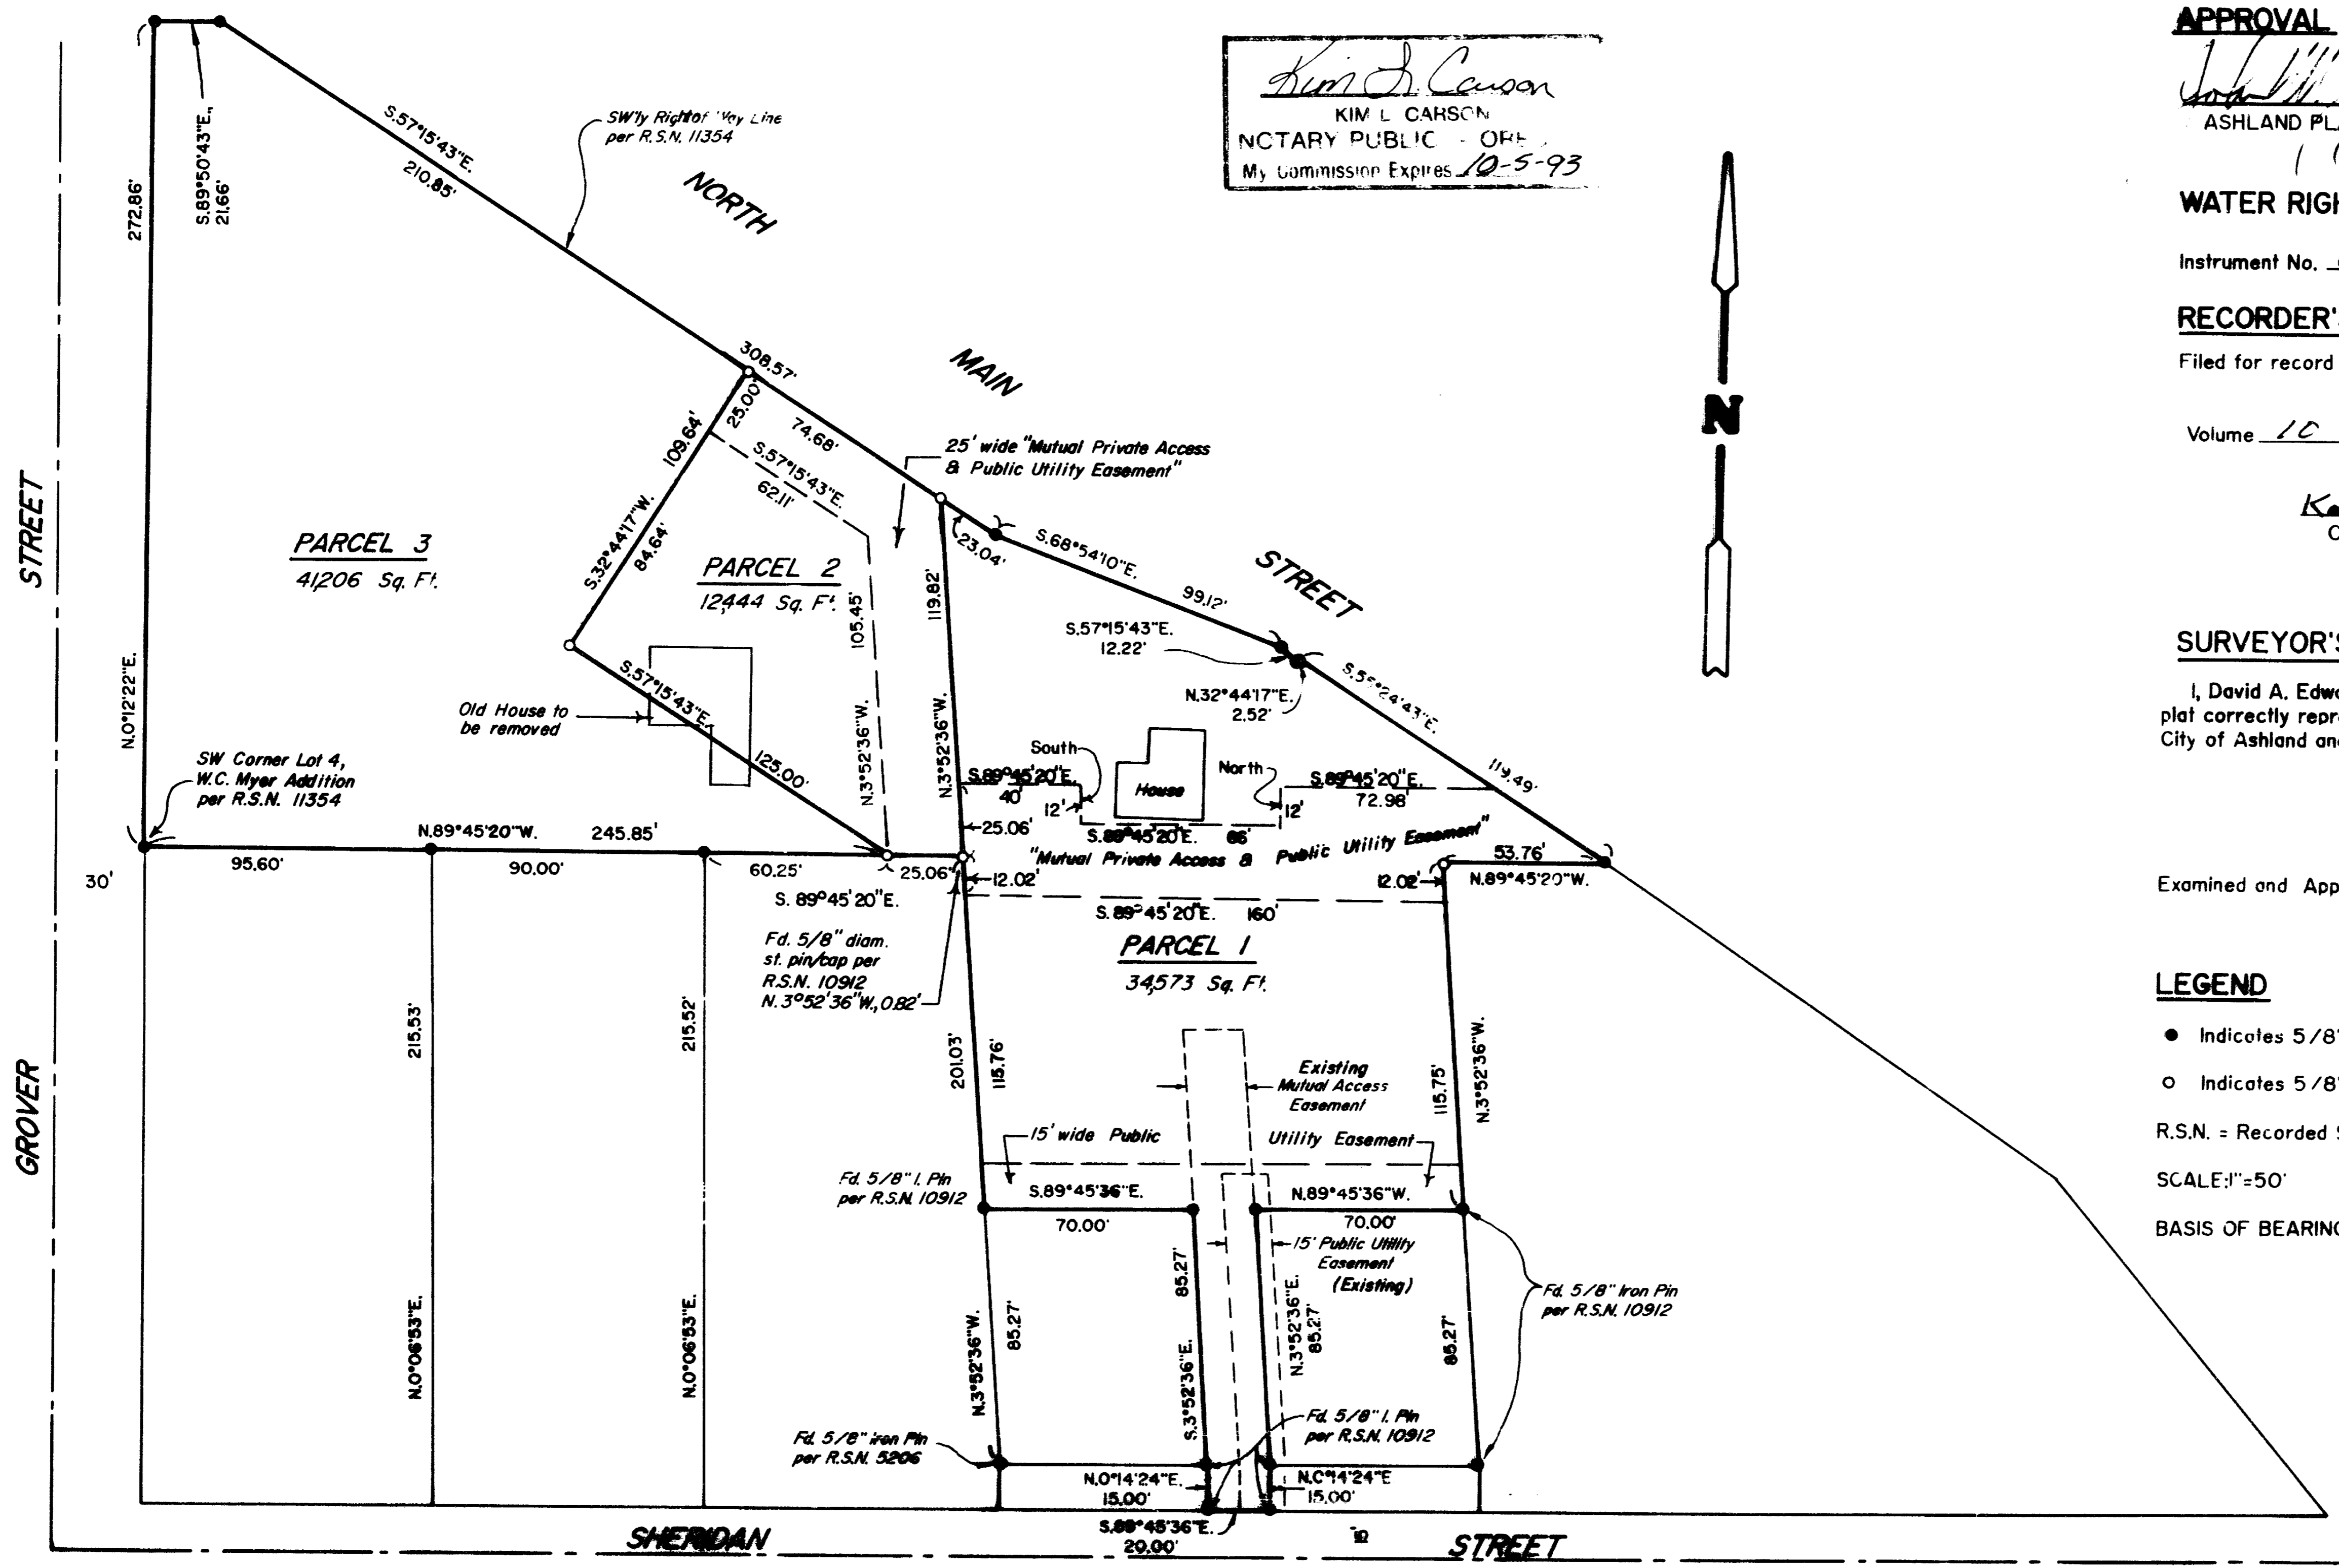 S.89°50'43"E.,
21.66'
272.86'
N.0°12'22"E.
S.57°15'43"E.
210.85'
SW'ly Right of Way Line
per R.S.N. 11354
NORTH
MAIN
STREET
308.57'
25.00'
74.68'
109.64'
S.32°44'17"W.
84.64'
S.57°15'43"E.
62.11'
25' wide "Mutual Private Access
& Public Utility Easement"
23.04'
S.68°54'10"E.
99.12'
S.57°15'43"E.
12.22'
N.32°44'17"E.
2.52'
S.55°24'43"E.
119.49'
KIM L CARSON
NOTARY PUBLIC - ORE
My Commission Expires 10-5-93
Kim L. Carson
N
STREET
GROVER
30'
PARCEL 3
41,206 Sq. Ft.
PARCEL 2
12,444 Sq. Ft.
105.45'
N.3°52'36"W.
119.82'
N.3°52'36"W.
Old House to
be removed
S.57°15'43"E.
125.00'
SW Corner Lot 4,
W.C. Myer Addition
per R.S.N. 11354
N.89°45'20"W.
245.85'
95.60'
90.00'
60.25'
25.06'
S. 89°45'20"E.
South
S.89°45'20"E.
40'
12'
House
North
S.89°45'20"E.
72.98'
12'
S.89°45'20"E. 86'
25.06'
"Mutual Private Access & Public Utility Easement"
12.02'
12.02'
53.76'
N.89°45'20"W.
S. 89°45'20"E. 160'
Fd. 5/8" diam.
st. pin/cap per
R.S.N. 10912
N. 3°52'36"W., 0.82'
PARCEL 1
34,573 Sq. Ft.
215.53'
N.0°06'53"E.
215.52'
N.0°06'53"E.
201.03'
115.76'
Existing
Mutual Access
Easement
115.75'
N.3°52'36"W.
15' wide Public
Utility Easement
Fd. 5/8" I. Pin
per R.S.N. 10912
S.89°45'36"E.
70.00'
N.89°45'36"W.
70.00'
15' Public Utility
Easement
(Existing)
85.27'
S.3°52'36"E.
N.3°52'36"E.
85.27'
N.3°52'36"W.
85.27'
85.27'
Fd. 5/8" Iron Pin
per R.S.N. 10912
Fd. 5/8" I. Pin
per R.S.N. 10912
Fd. 5/8" iron Pin
per R.S.N. 5206
N.0°14'24"E.
15.00'
N.0°14'24"E
15.00'
S.89°45'36"E.
20.00'
SHERIDAN
STREET
APPROVAL
ASHLAND PLA
WATER RIGH
Instrument No.
RECORDER'S
Filed for record
Volume 10
SURVEYOR'S
I, David A. Edwa
plat correctly repre
City of Ashland and
Examined and App
LEGEND
Indicates 5/8"
Indicates 5/8"
R.S.N. = Recorded S
SCALE: 1"=50'
BASIS OF BEARING